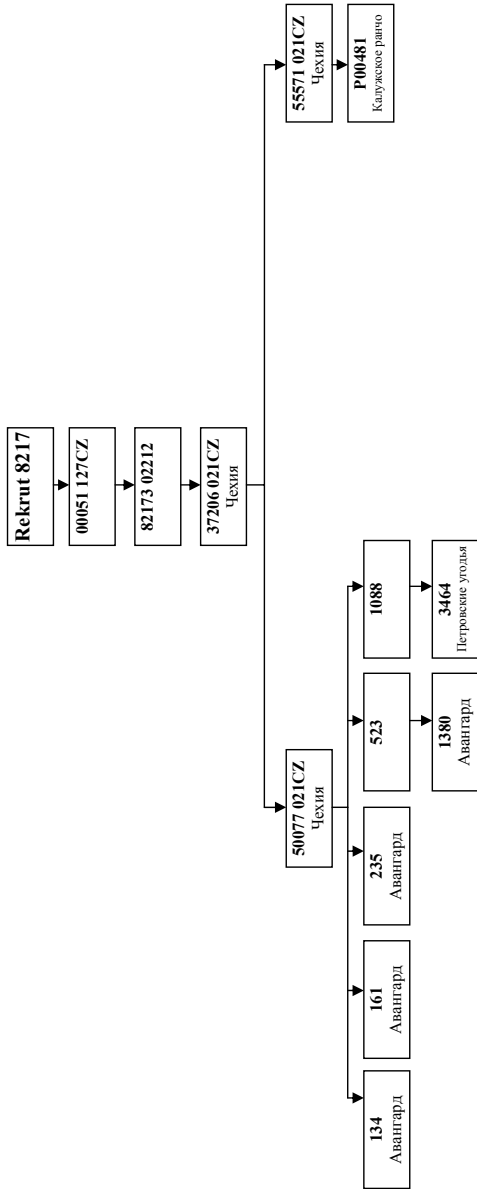 Rekrut 8217
00051 127CZ
82173 02212
37206 021CZ
Чехия
50077 021CZ
Чехия
55571 021CZ
Чехия
134
Авангард
161
Авангард
235
Авангард
523
1088
P00481
Калужское ранчо
1380
Авангард
3464
Петровские угодья